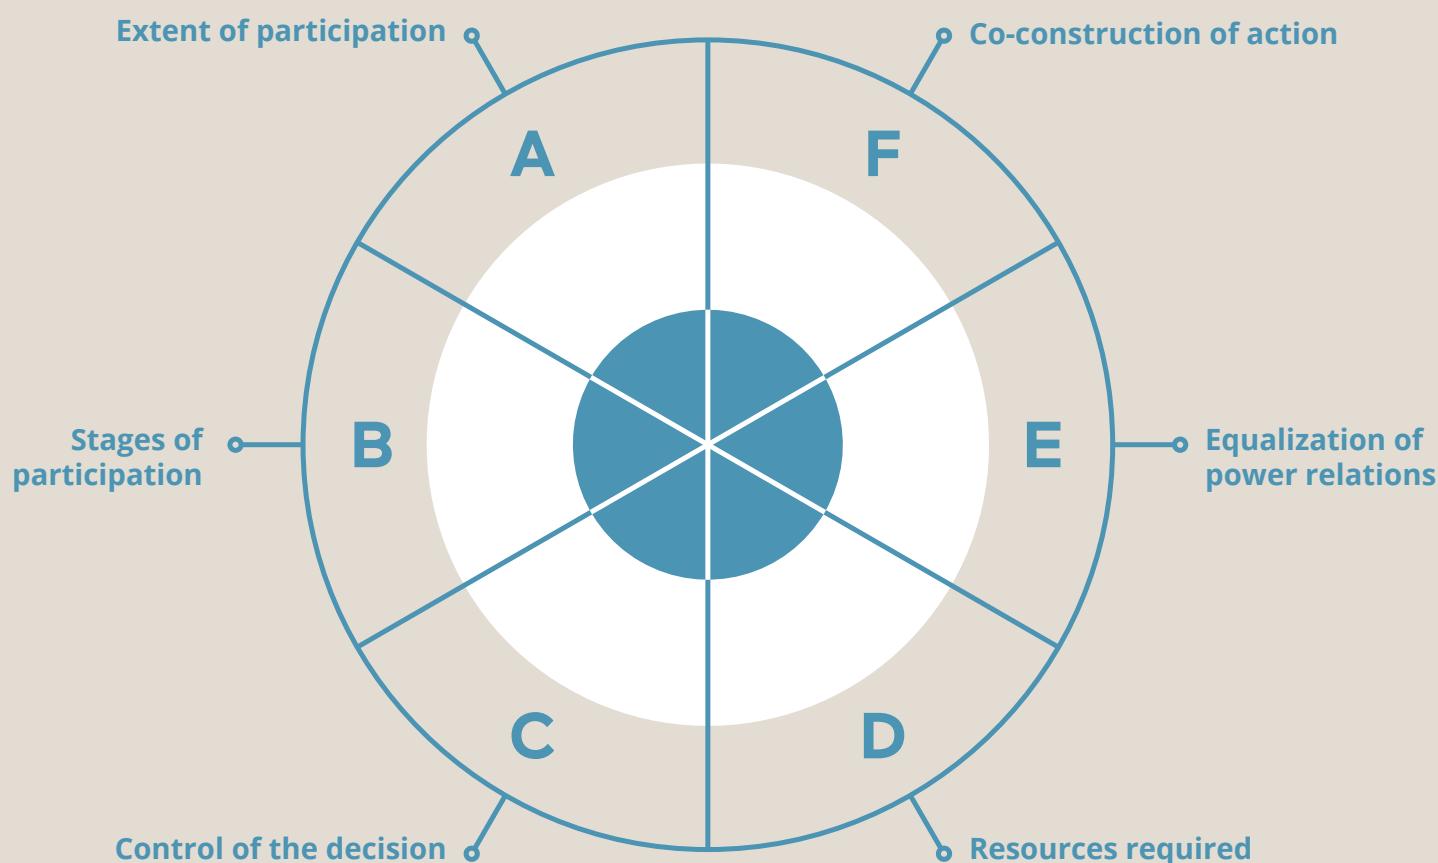 Extent of participation
Co-construction of action
A
F
Stages of
participation
B
E
Equalization of
power relations
C
D
Control of the decision
Resources required